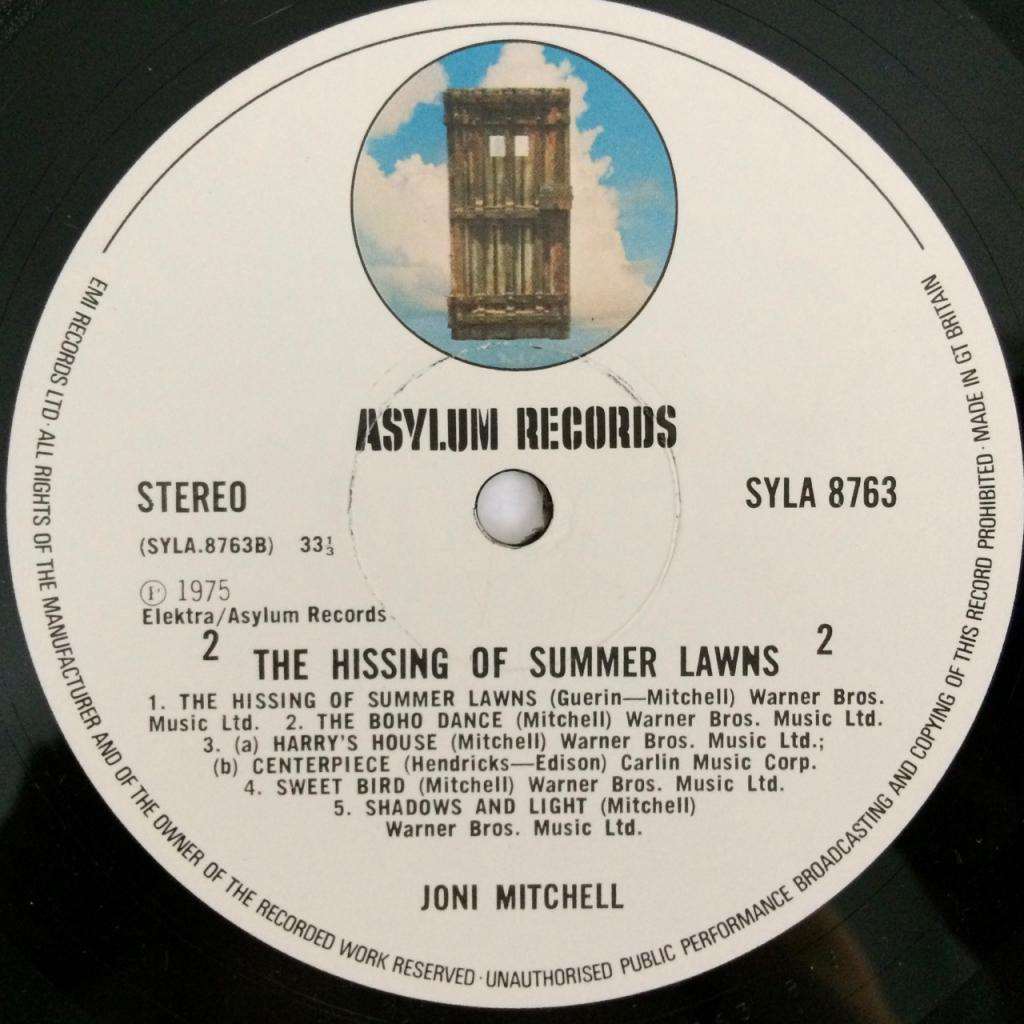 ASYLUM RECORDS
STEREO
SYLA 8763
(SYLA.8763B) 33⅓
Ⓟ 1975
Elektra/Asylum Records
2 THE HISSING OF SUMMER LAWNS 2
1. THE HISSING OF SUMMER LAWNS (Guerin—Mitchell) Warner Bros.
Music Ltd. 2. THE BOHO DANCE (Mitchell) Warner Bros. Music Ltd.
3. (a) HARRY'S HOUSE (Mitchell) Warner Bros. Music Ltd.;
(b) CENTERPIECE (Hendricks—Edison) Carlin Music Corp.
4. SWEET BIRD (Mitchell) Warner Bros. Music Ltd.
5. SHADOWS AND LIGHT (Mitchell)
Warner Bros. Music Ltd.
JONI MITCHELL
EMI RECORDS LTD · ALL RIGHTS OF THE MANUFACTURER AND OF THE OWNER OF THE RECORDED WORK RESERVED · UNAUTHORISED PUBLIC PERFORMANCE BROADCASTING AND COPYING OF THIS RECORD PROHIBITED · MADE IN GT BRITAIN